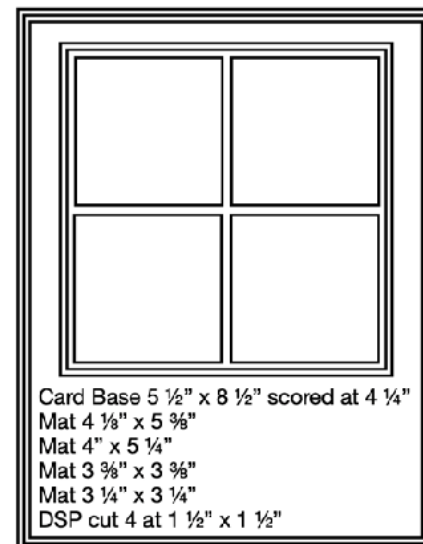 Card Base 5 ½” x 8 ½” scored at 4 ¼”
Mat 4 ⅛” x 5 ⅜”
Mat 4” x 5 ¼”
Mat 3 ⅜” x 3 ⅜”
Mat 3 ¼” x 3 ¼”
DSP cut 4 at 1 ½” x 1 ½”